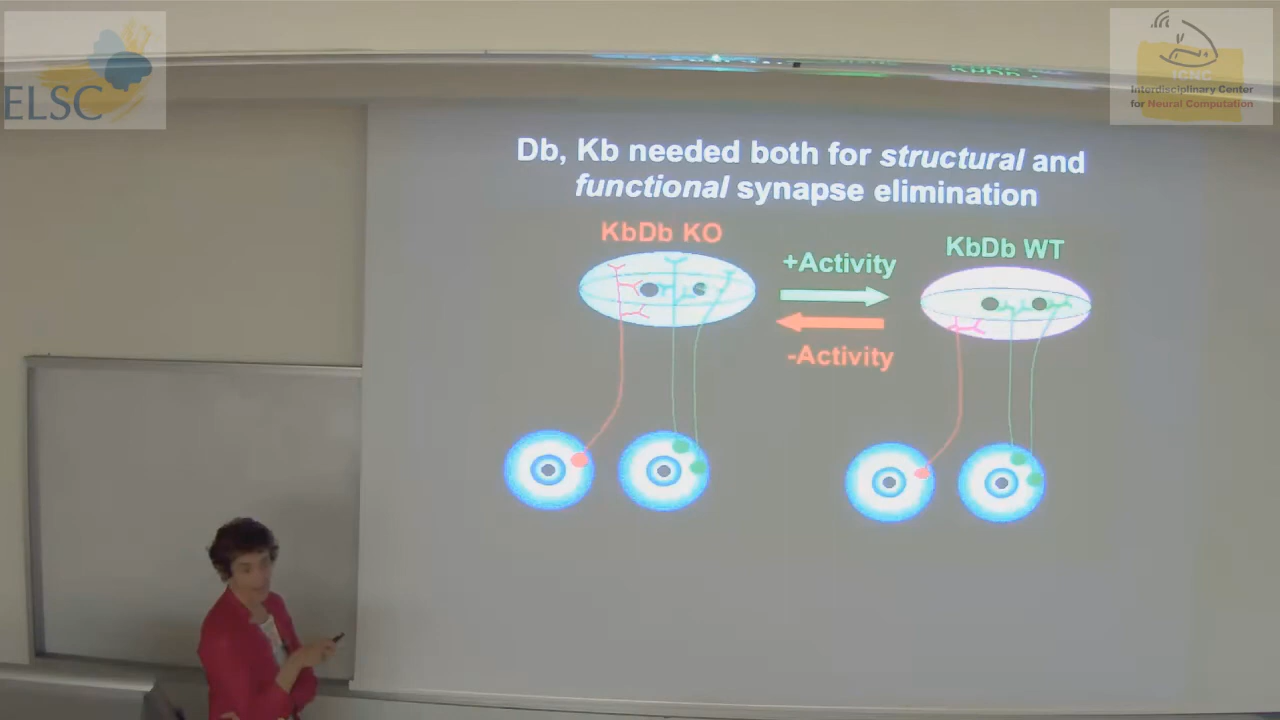 ELSC
ICNC
Interdisciplinary Center
for Neural Computation
Db, Kb needed both for structural and
functional synapse elimination
KbDb KO
+Activity
-Activity
KbDb WT